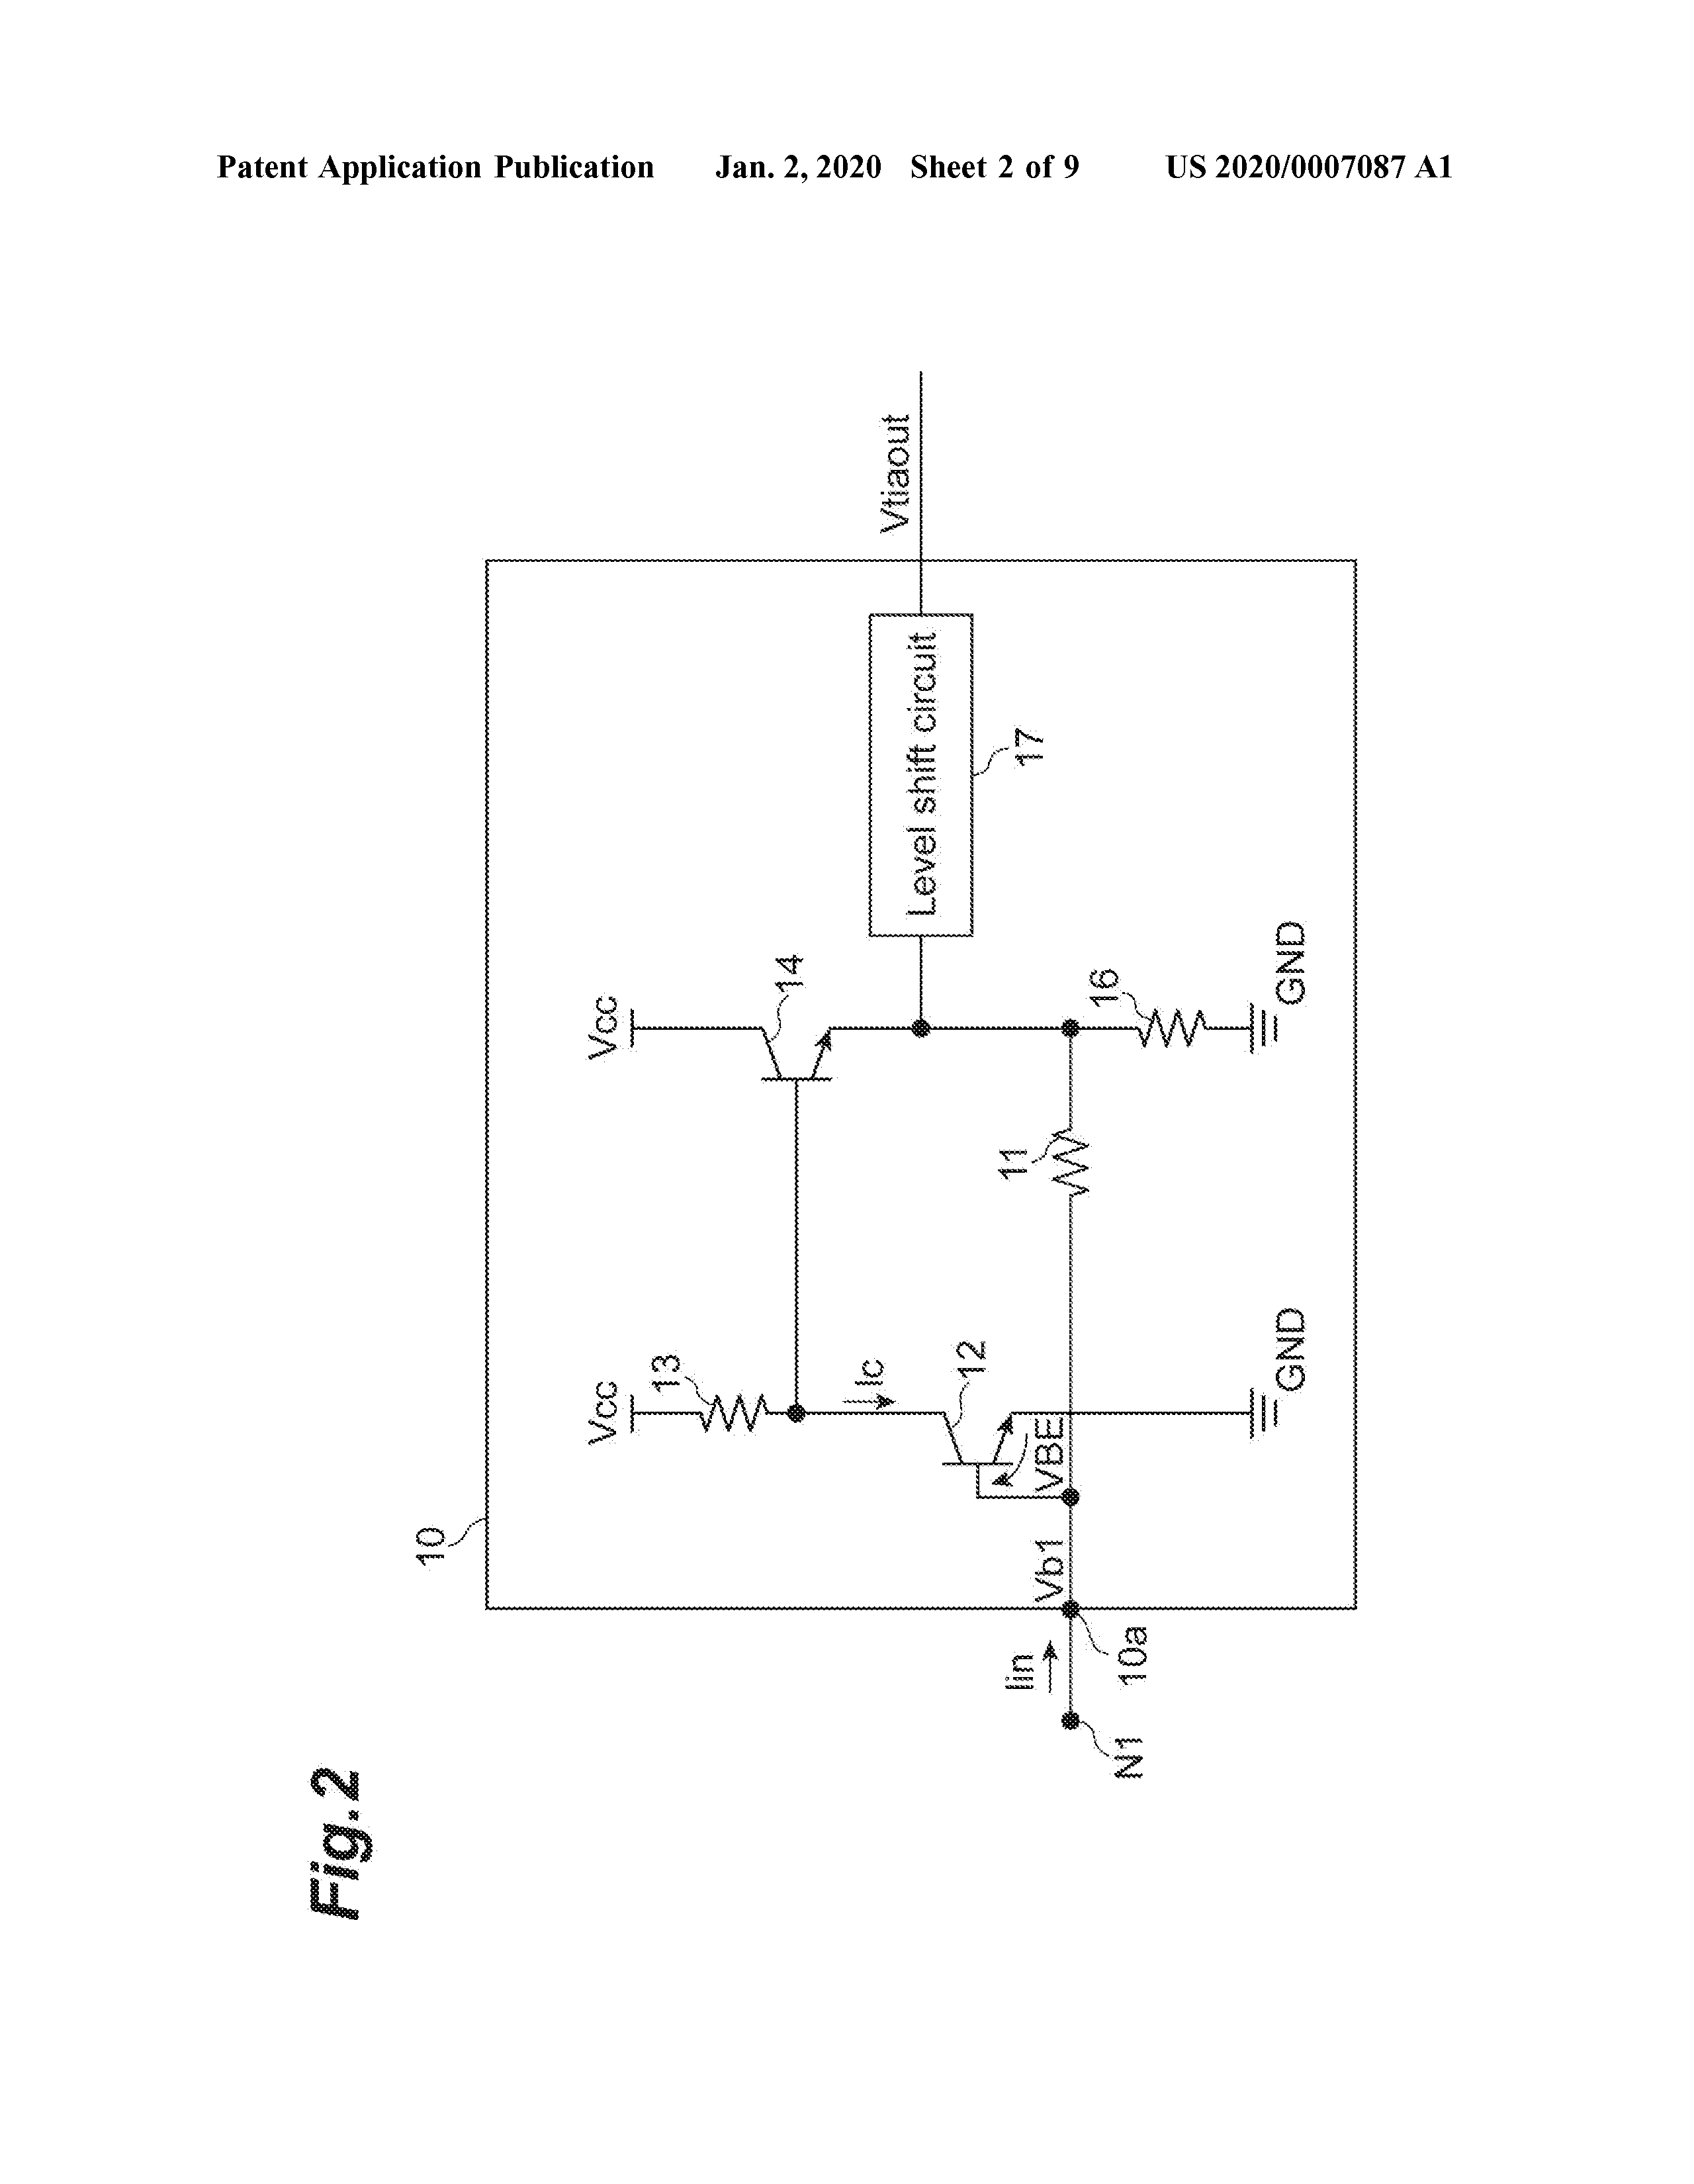 Patent Application Publication Jan. 2, 2020 Sheet 2 of 9 US 2020/0007087 A1
Fig.2
10
Vcc
Vcc
13
14
Ic
Vtiaout
Level shift circuit
12
17
11
Iin
Vb1
VBE
16
N1
10a
GND
GND